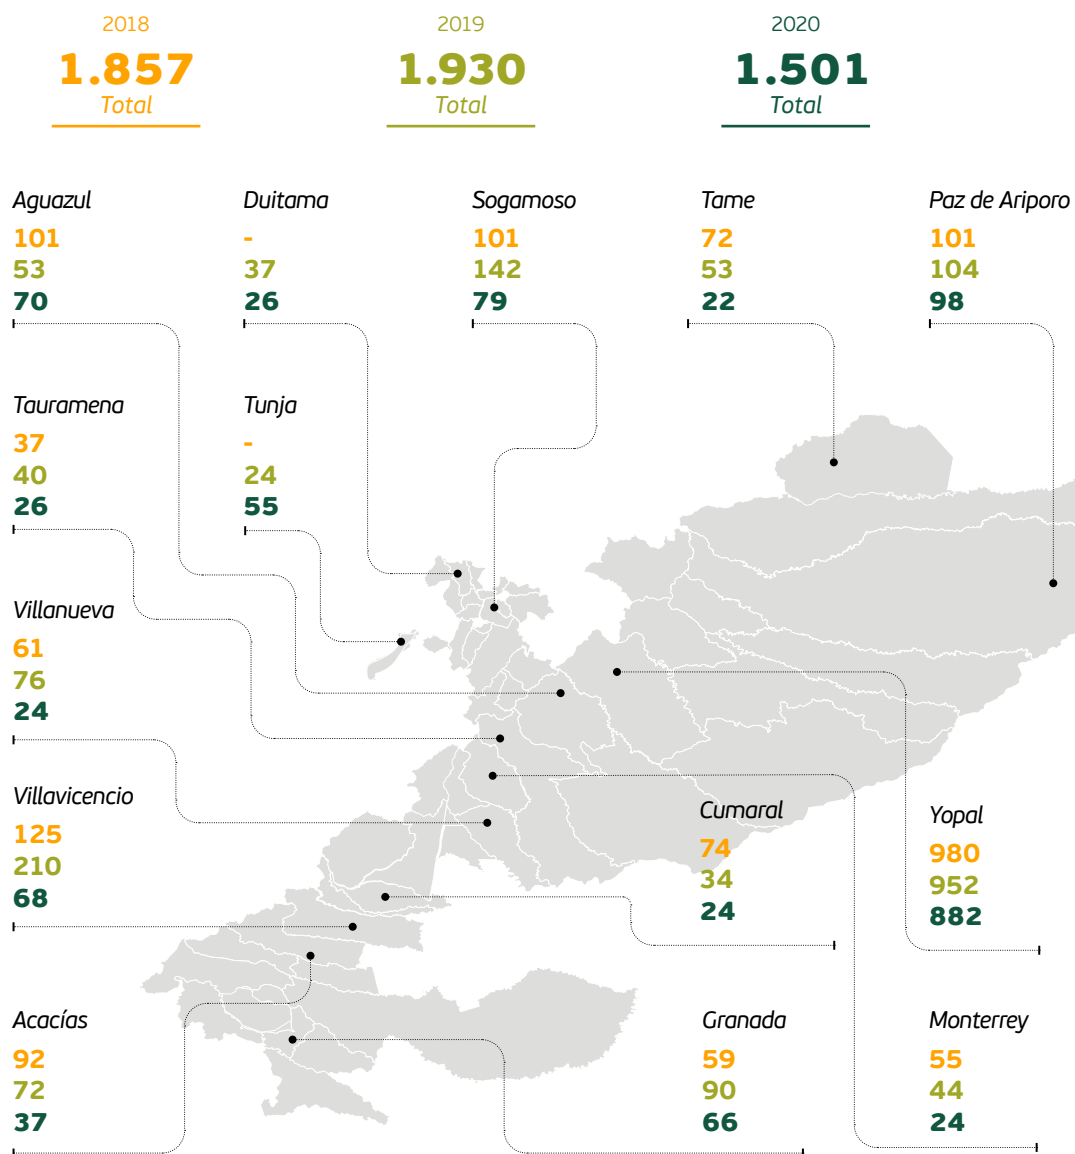 2018
1.857
Total
2019
1.930
Total
2020
1.501
Total
Aguazul
101
53
70
Duitama
-
37
26
Sogamoso
101
142
79
Tame
72
53
22
Paz de Ariporo
101
104
98
Tauramena
37
40
26
Tunja
-
24
55
Villanueva
61
76
24
Villavicencio
125
210
68
Cumaral
74
34
24
Yopal
980
952
882
Acacías
92
72
37
Granada
59
90
66
Monterrey
55
44
24